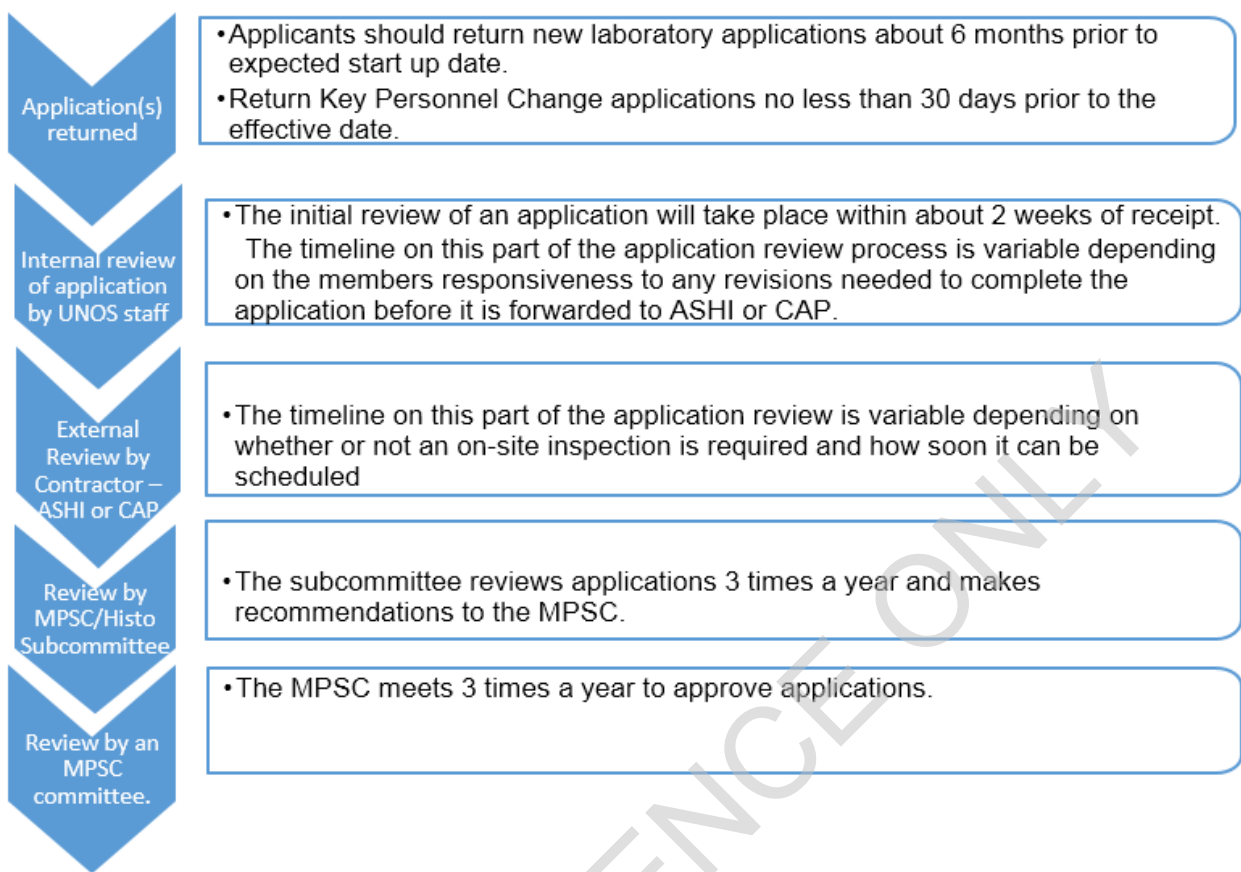 Application(s)
returned
•Applicants should return new laboratory applications about 6 months prior to
expected start up date.
•Return Key Personnel Change applications no less than 30 days prior to the
effective date.
Internal review
of application
by UNOS staff
•The initial review of an application will take place within about 2 weeks of receipt.
The timeline on this part of the application review process is variable depending
on the members responsiveness to any revisions needed to complete the
application before it is forwarded to ASHI or CAP.
External
Review by
Contractor –
ASHI or CAP
•The timeline on this part of the application review is variable depending on
whether or not an on-site inspection is required and how soon it can be
scheduled
Review by
MPSC/Histo
Subcommittee
•The subcommittee reviews applications 3 times a year and makes
recommendations to the MPSC.
Review by an
MPSC
committee.
•The MPSC meets 3 times a year to approve applications.
ENCE ONLY